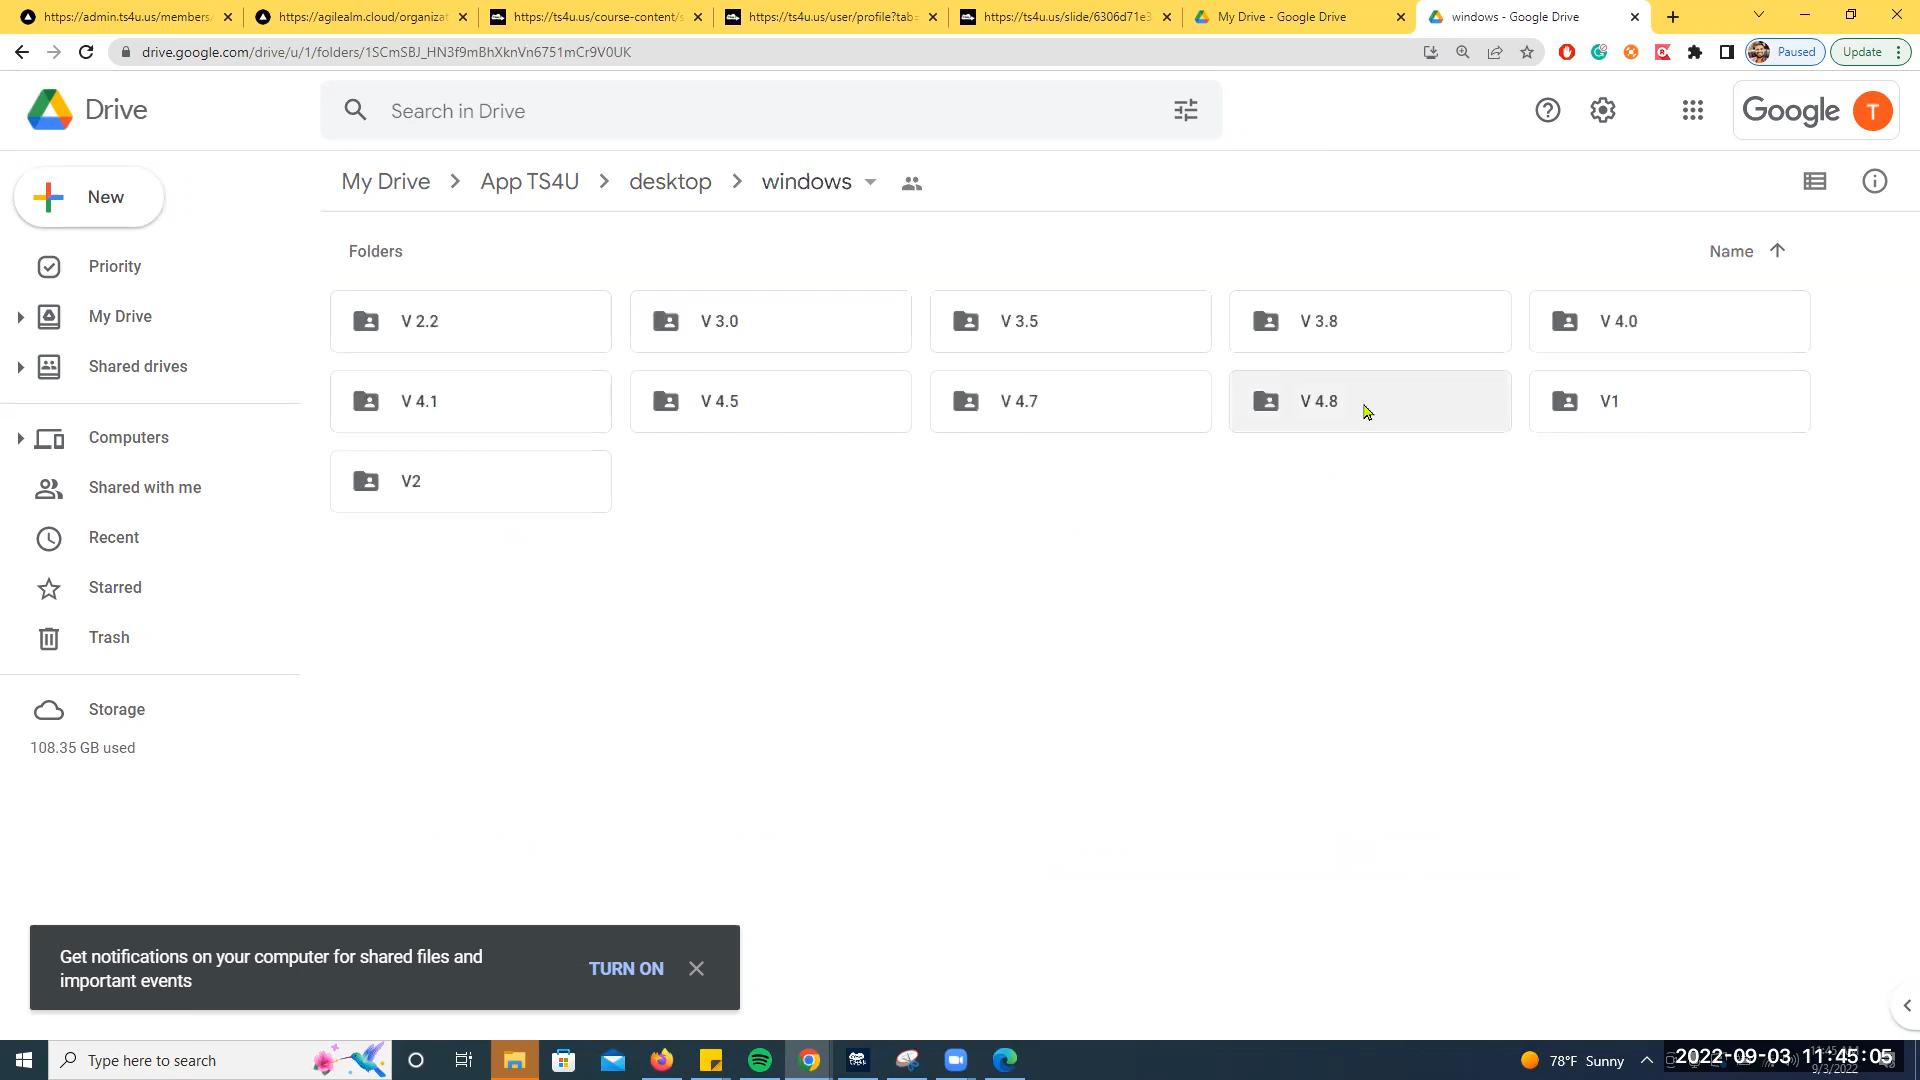 https://admin.ts4u.us/members/
https://agilealm.cloud/organizat
https://ts4u.us/course-content/s
https://ts4u.us/user/profile?tab=
https://ts4u.us/slide/6306d71e3
My Drive - Google Drive
windows - Google Drive
drive.google.com/drive/u/1/folders/1SCmSBJ_HN3f9mBhXknVn6751mCr9V0UK
Paused
Update
Drive
Search in Drive
Google
T
New
My Drive
App TS4U
desktop
windows
Priority
My Drive
Shared drives
Computers
Shared with me
Recent
Starred
Trash
Storage
108.35 GB used
Folders
Name
V 2.2
V 3.0
V 3.5
V 3.8
V 4.0
V 4.1
V 4.5
V 4.7
V 4.8
V1
V2
Get notifications on your computer for shared files and
important events
TURN ON
Type here to search
78°F Sunny
2022-09-03 11:45:05
9/3/2022